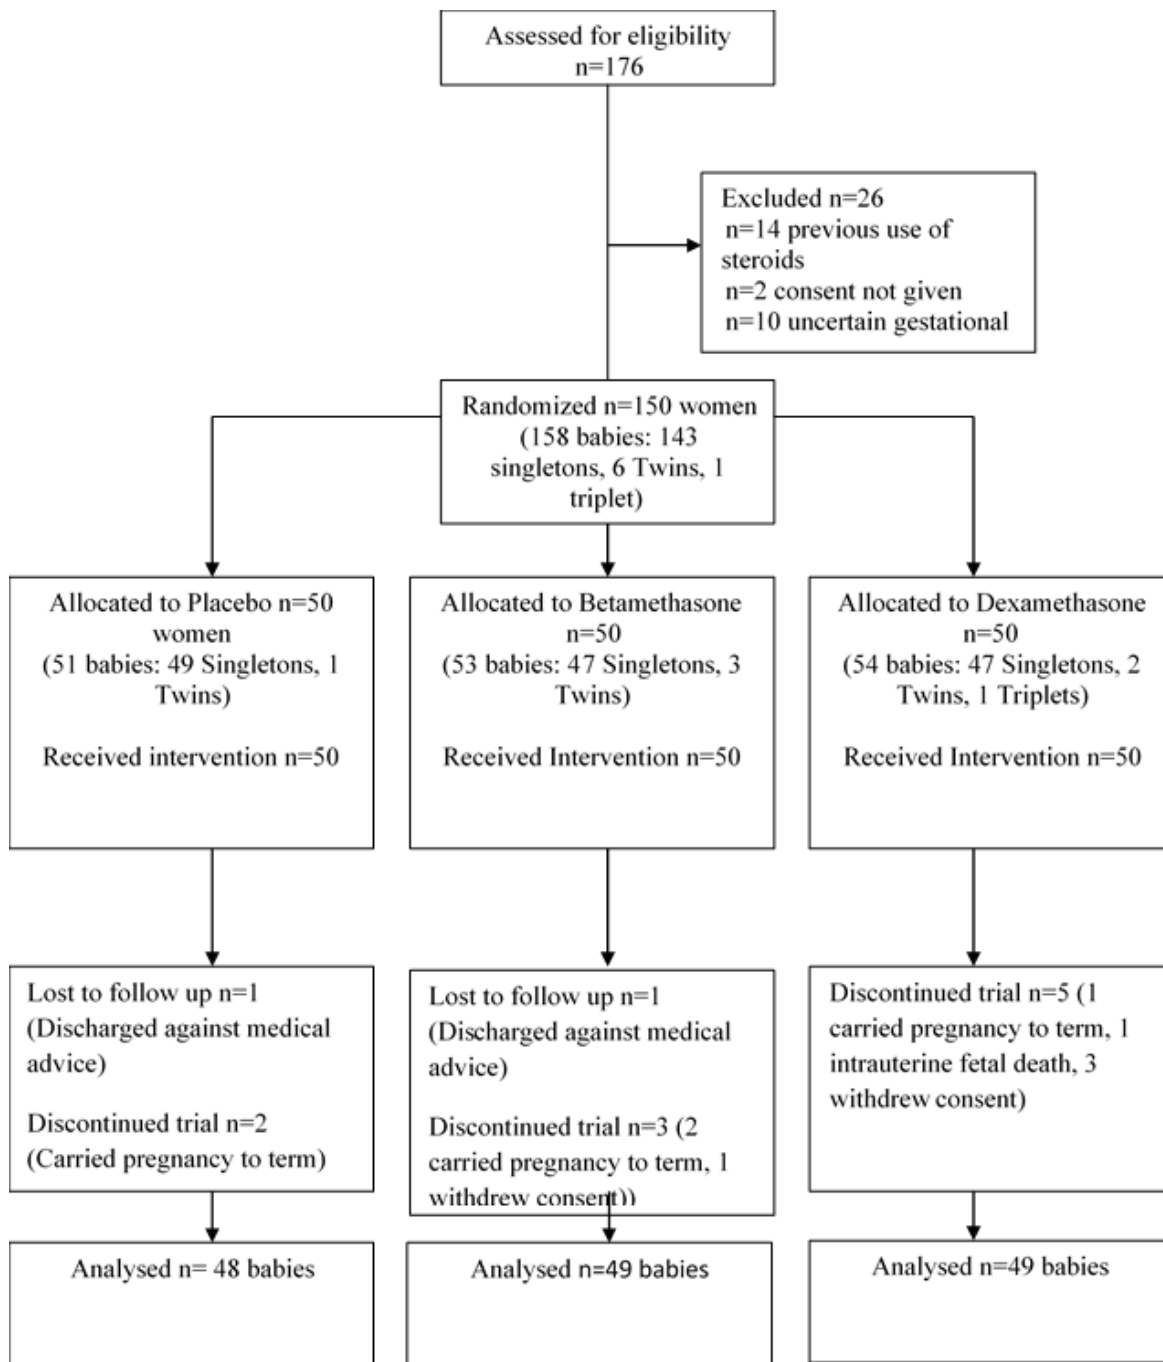 Assessed for eligibility
n=176
Excluded n=26
n=14 previous use of
steroids
n=2 consent not given
n=10 uncertain gestational
Randomized n=150 women
(158 babies: 143
singletons, 6 Twins, 1
triplet)
Allocated to Placebo n=50
women
(51 babies: 49 Singletons, 1
Twins)
Received intervention n=50
Allocated to Betamethasone
n=50
(53 babies: 47 Singletons, 3
Twins)
Received Intervention n=50
Allocated to Dexamethasone
n=50
(54 babies: 47 Singletons, 2
Twins, 1 Triplets)
Received Intervention n=50
Lost to follow up n=1
(Discharged against medical
advice)
Discontinued trial n=2
(Carried pregnancy to term)
Lost to follow up n=1
(Discharged against medical
advice)
Discontinued trial n=3 (2
carried pregnancy to term, 1
withdrew consent))
Discontinued trial n=5 (1
carried pregnancy to term, 1
intrauterine fetal death, 3
withdrew consent)
Analysed n= 48 babies
Analysed n=49 babies
Analysed n=49 babies